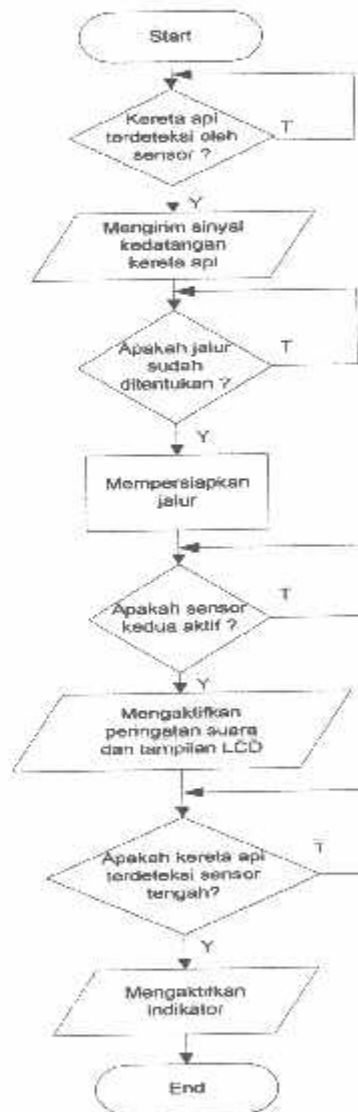 Start
Kereta api
terdeteksi oleh
sensor ?
T
Y
Mengirim sinyal
kedatangan
kereta api
Apakah jalur
sudah
ditentukan ?
T
Y
Mempersiapkan
jalur
Apakah sensor
kedua aktif ?
T
Y
Mengaktifkan
peringatan suara
dan tampilan LCD
Apakah kereta api
terdeteksi sensor
tengah?
T
Y
Mengaktifkan
indikator
End